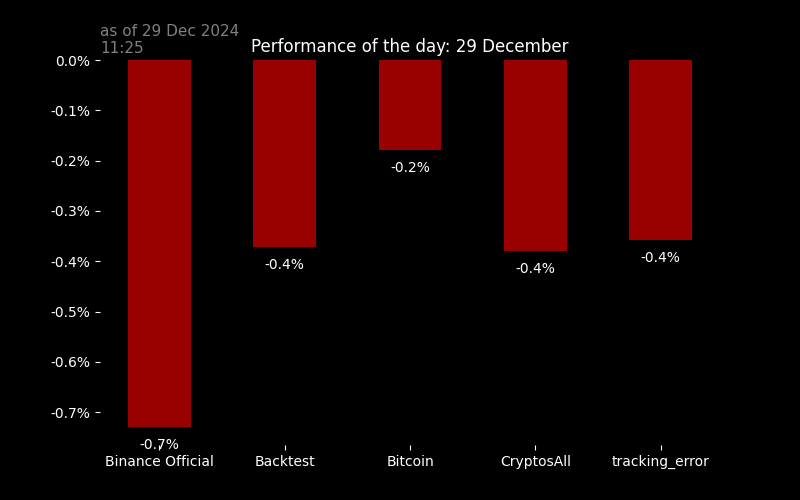 as of 29 Dec 2024
11:25
Performance of the day: 29 December
0.0%
-0.1%
-0.2%
-0.3%
-0.4%
-0.5%
-0.6%
-0.7%
-0.7%
-0.4%
-0.2%
-0.4%
-0.4%
Binance Official
Backtest
Bitcoin
CryptosAll
tracking_error